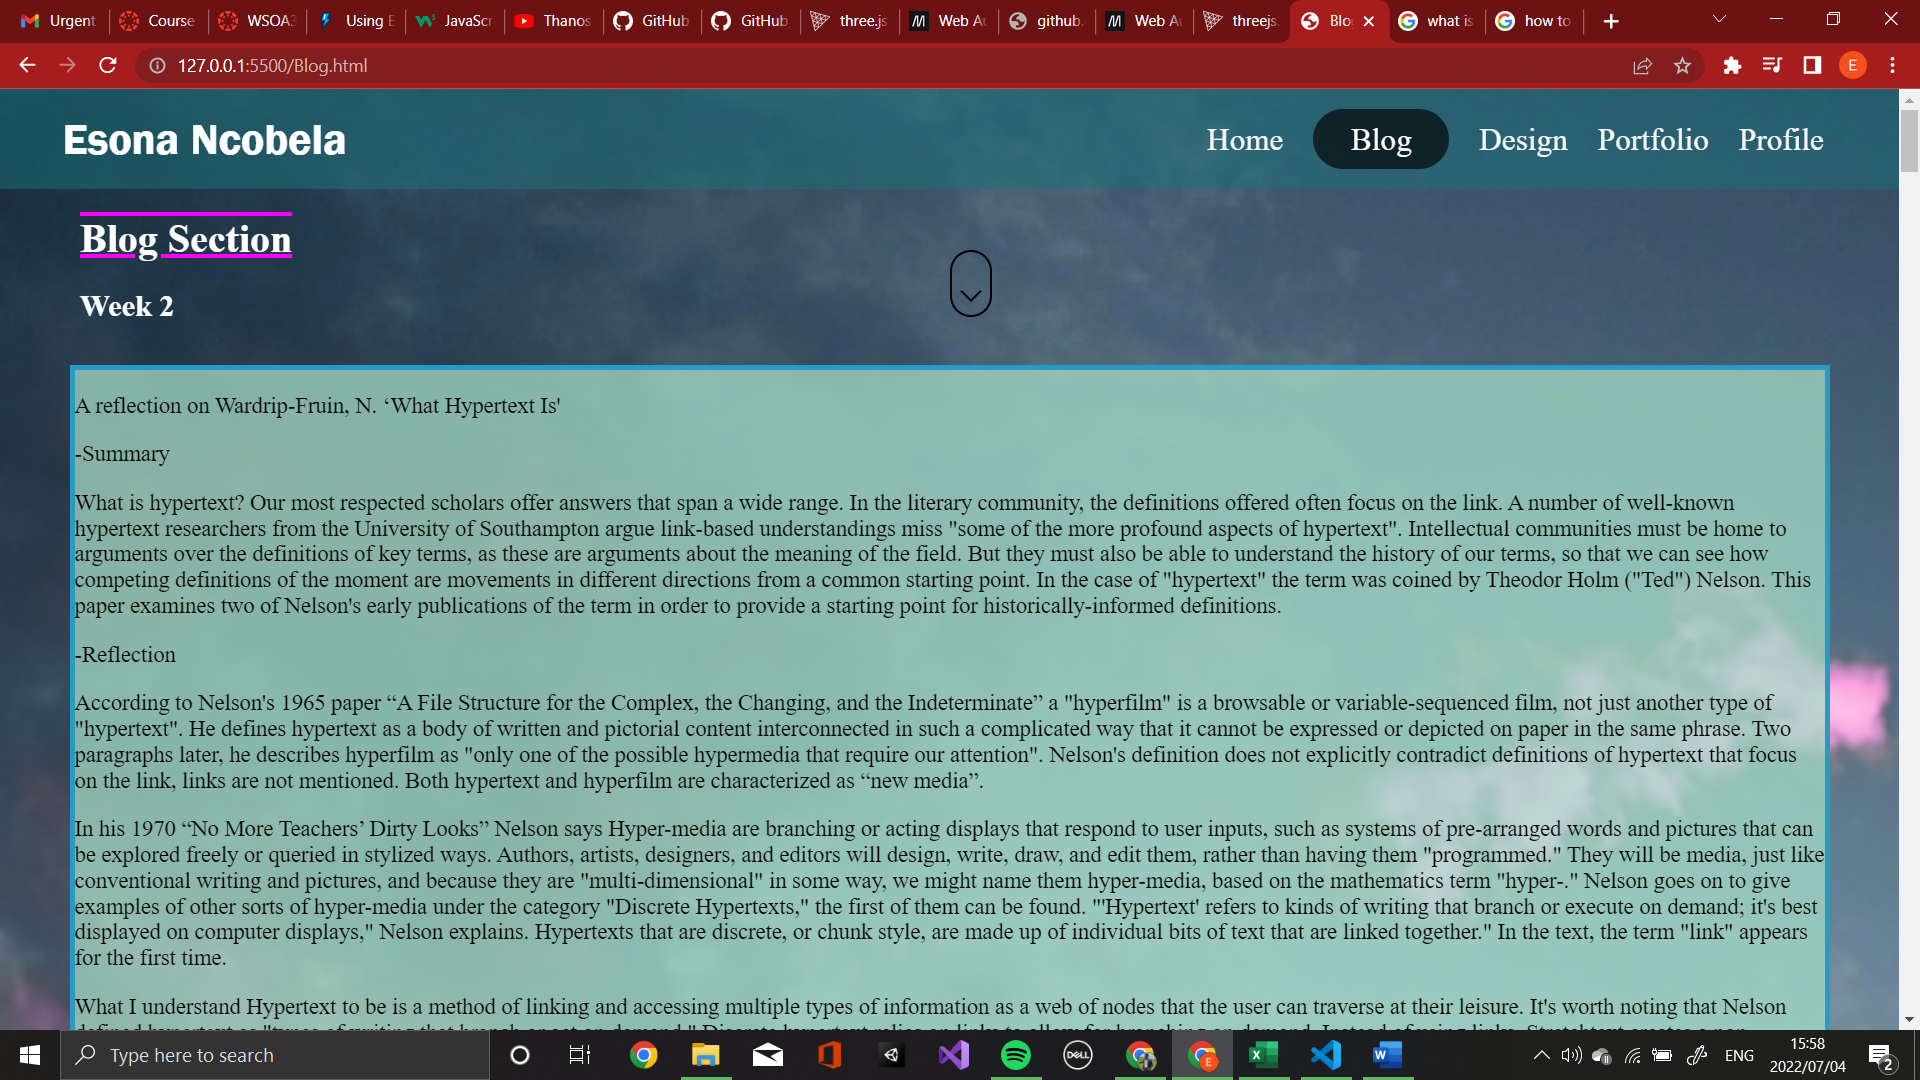 Urgent
Course
WSOA3
Using E
JavaScr
Thanos
GitHub
GitHub
three.js
Web Au
github.
Web Au
threejs.
Blo
what is
how to
127.0.0.1:5500/Blog.html
E
Esona Ncobela
Home
Blog
Design
Portfolio
Profile
Blog Section
Week 2
A reflection on Wardrip-Fruin, N. ‘What Hypertext Is'
-Summary
What is hypertext? Our most respected scholars offer answers that span a wide range. In the literary community, the definitions offered often focus on the link. A number of well-known
hypertext researchers from the University of Southampton argue link-based understandings miss "some of the more profound aspects of hypertext". Intellectual communities must be home to
arguments over the definitions of key terms, as these are arguments about the meaning of the field. But they must also be able to understand the history of our terms, so that we can see how
competing definitions of the moment are movements in different directions from a common starting point. In the case of "hypertext" the term was coined by Theodor Holm ("Ted") Nelson. This
paper examines two of Nelson's early publications of the term in order to provide a starting point for historically-informed definitions.
-Reflection
According to Nelson's 1965 paper “A File Structure for the Complex, the Changing, and the Indeterminate” a "hyperfilm" is a browsable or variable-sequenced film, not just another type of
"hypertext". He defines hypertext as a body of written and pictorial content interconnected in such a complicated way that it cannot be expressed or depicted on paper in the same phrase. Two
paragraphs later, he describes hyperfilm as "only one of the possible hypermedia that require our attention". Nelson's definition does not explicitly contradict definitions of hypertext that focus
on the link, links are not mentioned. Both hypertext and hyperfilm are characterized as “new media”.
In his 1970 “No More Teachers’ Dirty Looks” Nelson says Hyper-media are branching or acting displays that respond to user inputs, such as systems of pre-arranged words and pictures that can
be explored freely or queried in stylized ways. Authors, artists, designers, and editors will design, write, draw, and edit them, rather than having them "programmed." They will be media, just like
conventional writing and pictures, and because they are "multi-dimensional" in some way, we might name them hyper-media, based on the mathematics term "hyper-." Nelson goes on to give
examples of other sorts of hyper-media under the category "Discrete Hypertexts," the first of them can be found. "'Hypertext' refers to kinds of writing that branch or execute on demand; it's best
displayed on computer displays," Nelson explains. Hypertexts that are discrete, or chunk style, are made up of individual bits of text that are linked together." In the text, the term "link" appears
for the first time.
What I understand Hypertext to be is a method of linking and accessing multiple types of information as a web of nodes that the user can traverse at their leisure. It's worth noting that Nelson
Type here to search
DELL
E
ENG
15:58
2022/07/04
2